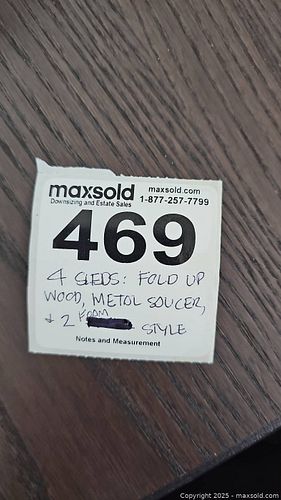 maxsold maxsold.com
Downsizing and Estate Sales 1-877-257-7799
469
4 SLEDS: FOLD UP
WOOD, METAL SOUCER,
+ 2 FOAM STYLE
Notes and Measurement
Copyright © 2025 - maxsold.com